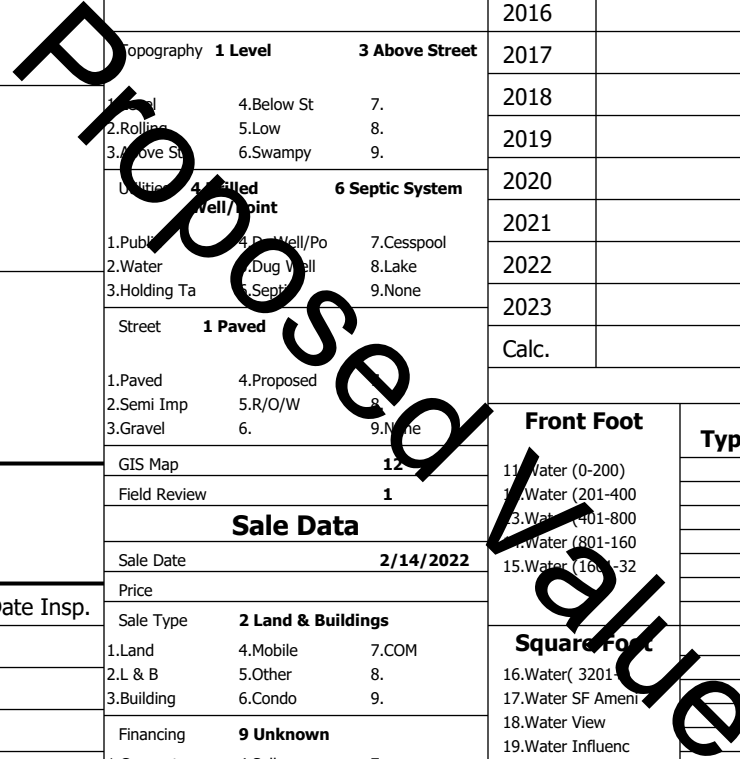 Topography 1 Level 3 Above Street
4.Below St 7.
2.Rolling 5.Low 8.
3.Above St 6.Swampy 9.
Utilities 4 Drilled 6 Septic System
Well/Point
1.Public 4.Dr Well/Po 7.Cesspool
2.Water 5.Dug Well 8.Lake
3.Holding Ta 6.Septic 9.None
Street 1 Paved
1.Paved 4.Proposed
2.Semi Imp 5.R/O/W 8.
3.Gravel 6. 9.None
GIS Map 12
Field Review 1
Sale Data
Sale Date 2/14/2022
Price
Sale Type 2 Land & Buildings
1.Land 4.Mobile 7.COM
2.L & B 5.Other 8.
3.Building 6.Condo 9.
Financing 9 Unknown
2016
2017
2018
2019
2020
2021
2022
2023
Calc.
Front Foot
Typ
11.Water (0-200)
12.Water (201-400
13.Water (401-800
14.Water (801-160
15.Water (1601-32
Square Foot
16.Water( 3201-
17.Water SF Ameni
18.Water View
19.Water Influenc
ate Insp.
Proposed Value